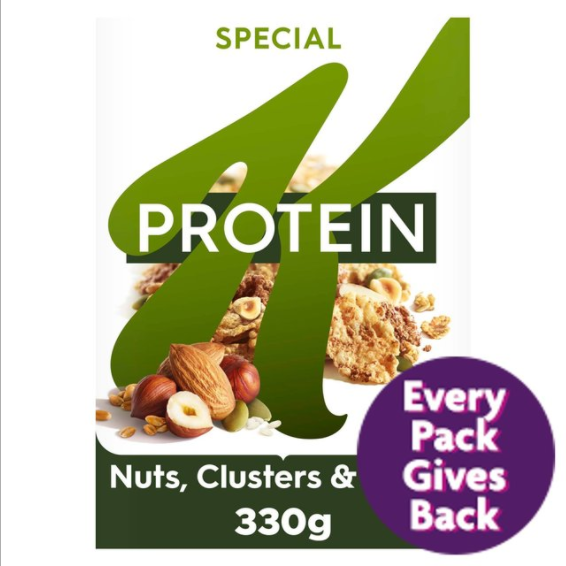 SPECIAL
K
PROTEIN
Nuts, Clusters &
330g
Every
Pack
Gives
Back